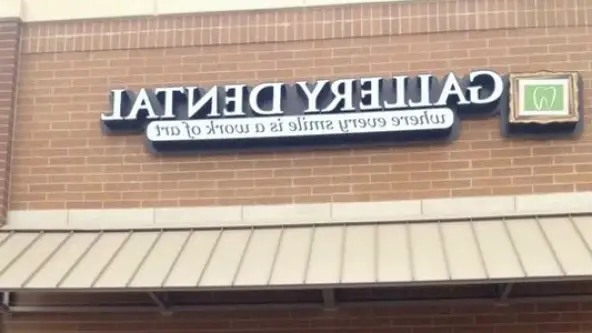 GALLERY DENTAL
where every smile is a work of art